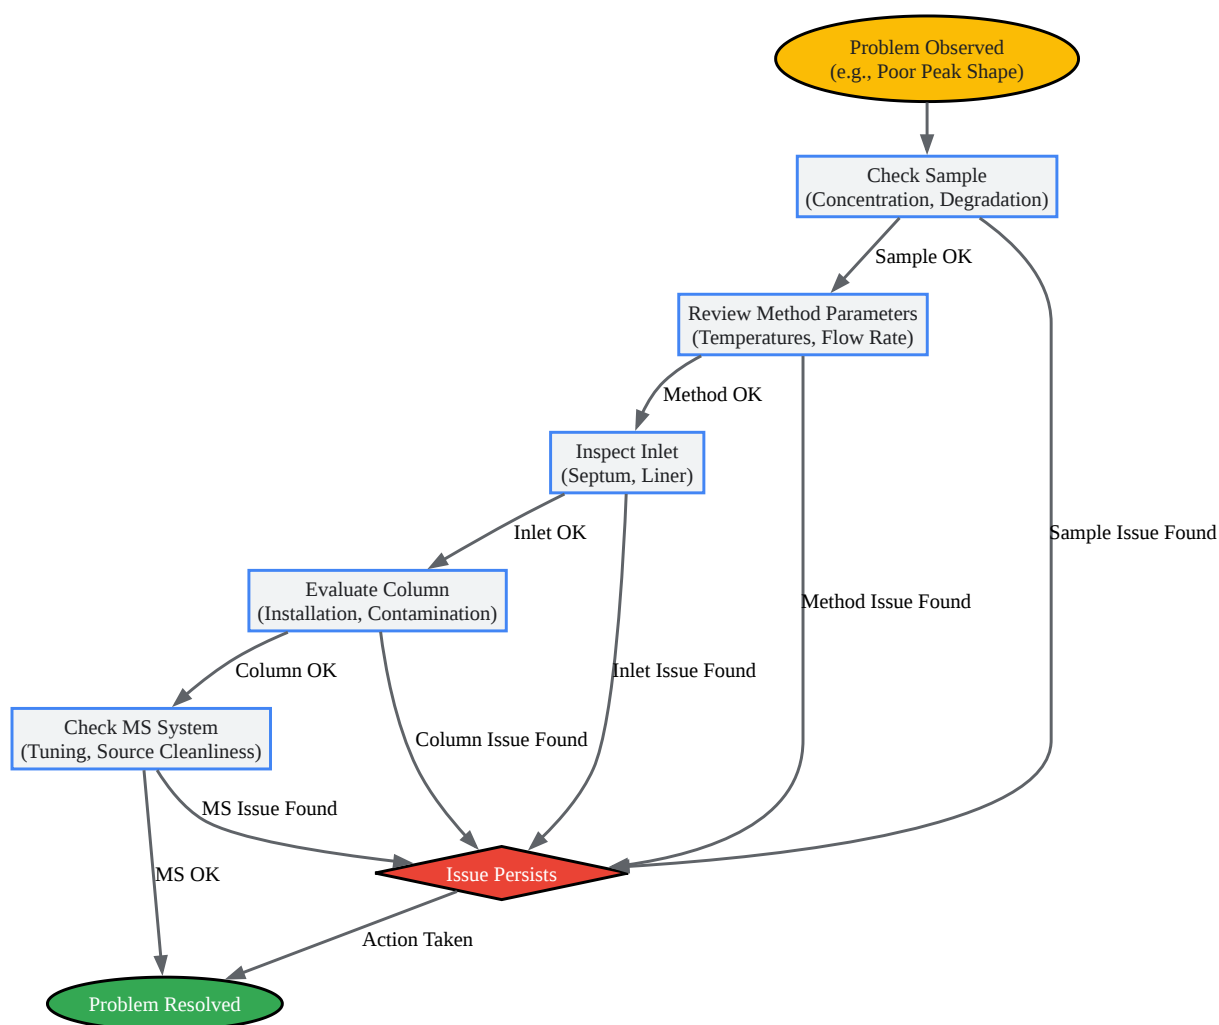 Problem Observed
(e.g., Poor Peak Shape)
Check Sample
(Concentration, Degradation)
Sample OK
Review Method Parameters
(Temperatures, Flow Rate)
Method OK
Inspect Inlet
(Septum, Liner)
Inlet OK
Sample Issue Found
Evaluate Column
(Installation, Contamination)
Method Issue Found
Column OK
Inlet Issue Found
Check MS System
(Tuning, Source Cleanliness)
Column Issue Found
MS Issue Found
MS OK
Issue Persists
Action Taken
Problem Resolved